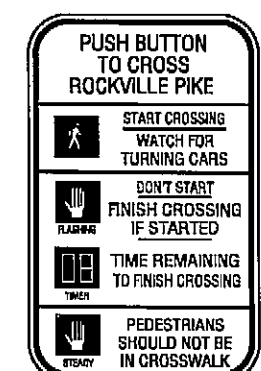 PUSH BUTTON
TO CROSS
ROCKVILLE PIKE
START CROSSING
WATCH FOR
TURNING CARS
DON'T START
FINISH CROSSING
IF STARTED
FLASHING
TIME REMAINING
TO FINISH CROSSING
TIMER
PEDESTRIANS
SHOULD NOT BE
IN CROSSWALK
STEADY